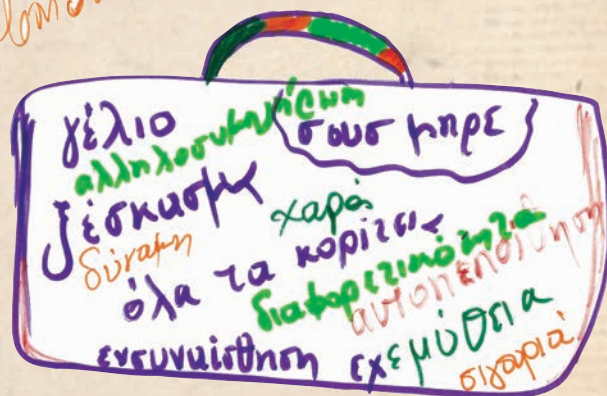 γέλιο
αλληλοσυμπλήρωση
σους μπρε
ξέσκασμα
χαρά
δύναμη
όλα τα κορίτσια
διαφορετικότητα
αυτοπεποίθηση
ενσυναίσθηση
εχεμύθεια
σιγουριά